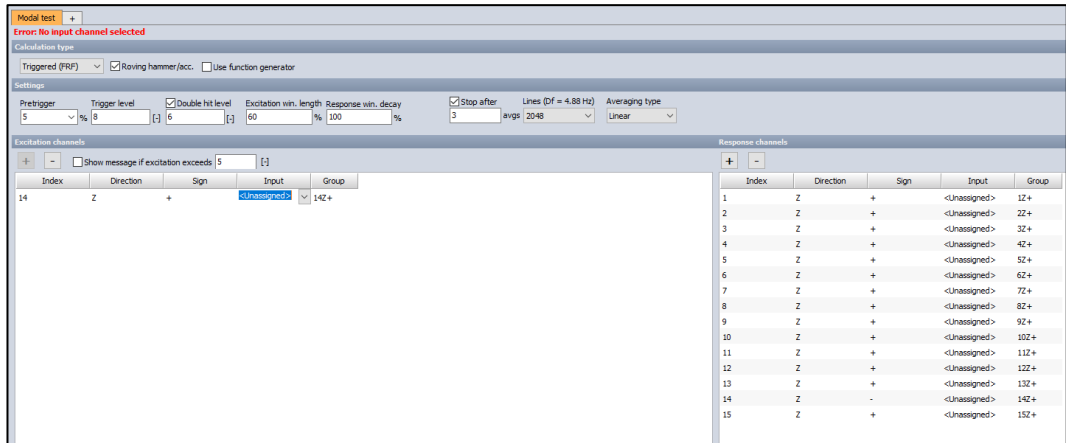 Modal test +
Error: No input channel selected
Calculation type
Triggered (FRF) Roving hammer/acc. Use function generator
Settings
Pretrigger Trigger level Double hit level Excitation win. length Response win. decay Stop after Lines (Df = 4.88 Hz) Averaging type
5 % 8 [-] 6 [-] 60 % 100 % 3 avgs 2048 Linear
Excitation channels Response channels
+ - Show message if excitation exceeds 5 [-] + -
Index Direction Sign Input Group Index Direction Sign Input Group
14 Z + <Unassigned> 14Z+ 1 Z + <Unassigned> 1Z+
2 Z + <Unassigned> 2Z+
3 Z + <Unassigned> 3Z+
4 Z + <Unassigned> 4Z+
5 Z + <Unassigned> 5Z+
6 Z + <Unassigned> 6Z+
7 Z + <Unassigned> 7Z+
8 Z + <Unassigned> 8Z+
9 Z + <Unassigned> 9Z+
10 Z + <Unassigned> 10Z+
11 Z + <Unassigned> 11Z+
12 Z + <Unassigned> 12Z+
13 Z + <Unassigned> 13Z+
14 Z - <Unassigned> 14Z+
15 Z + <Unassigned> 15Z+